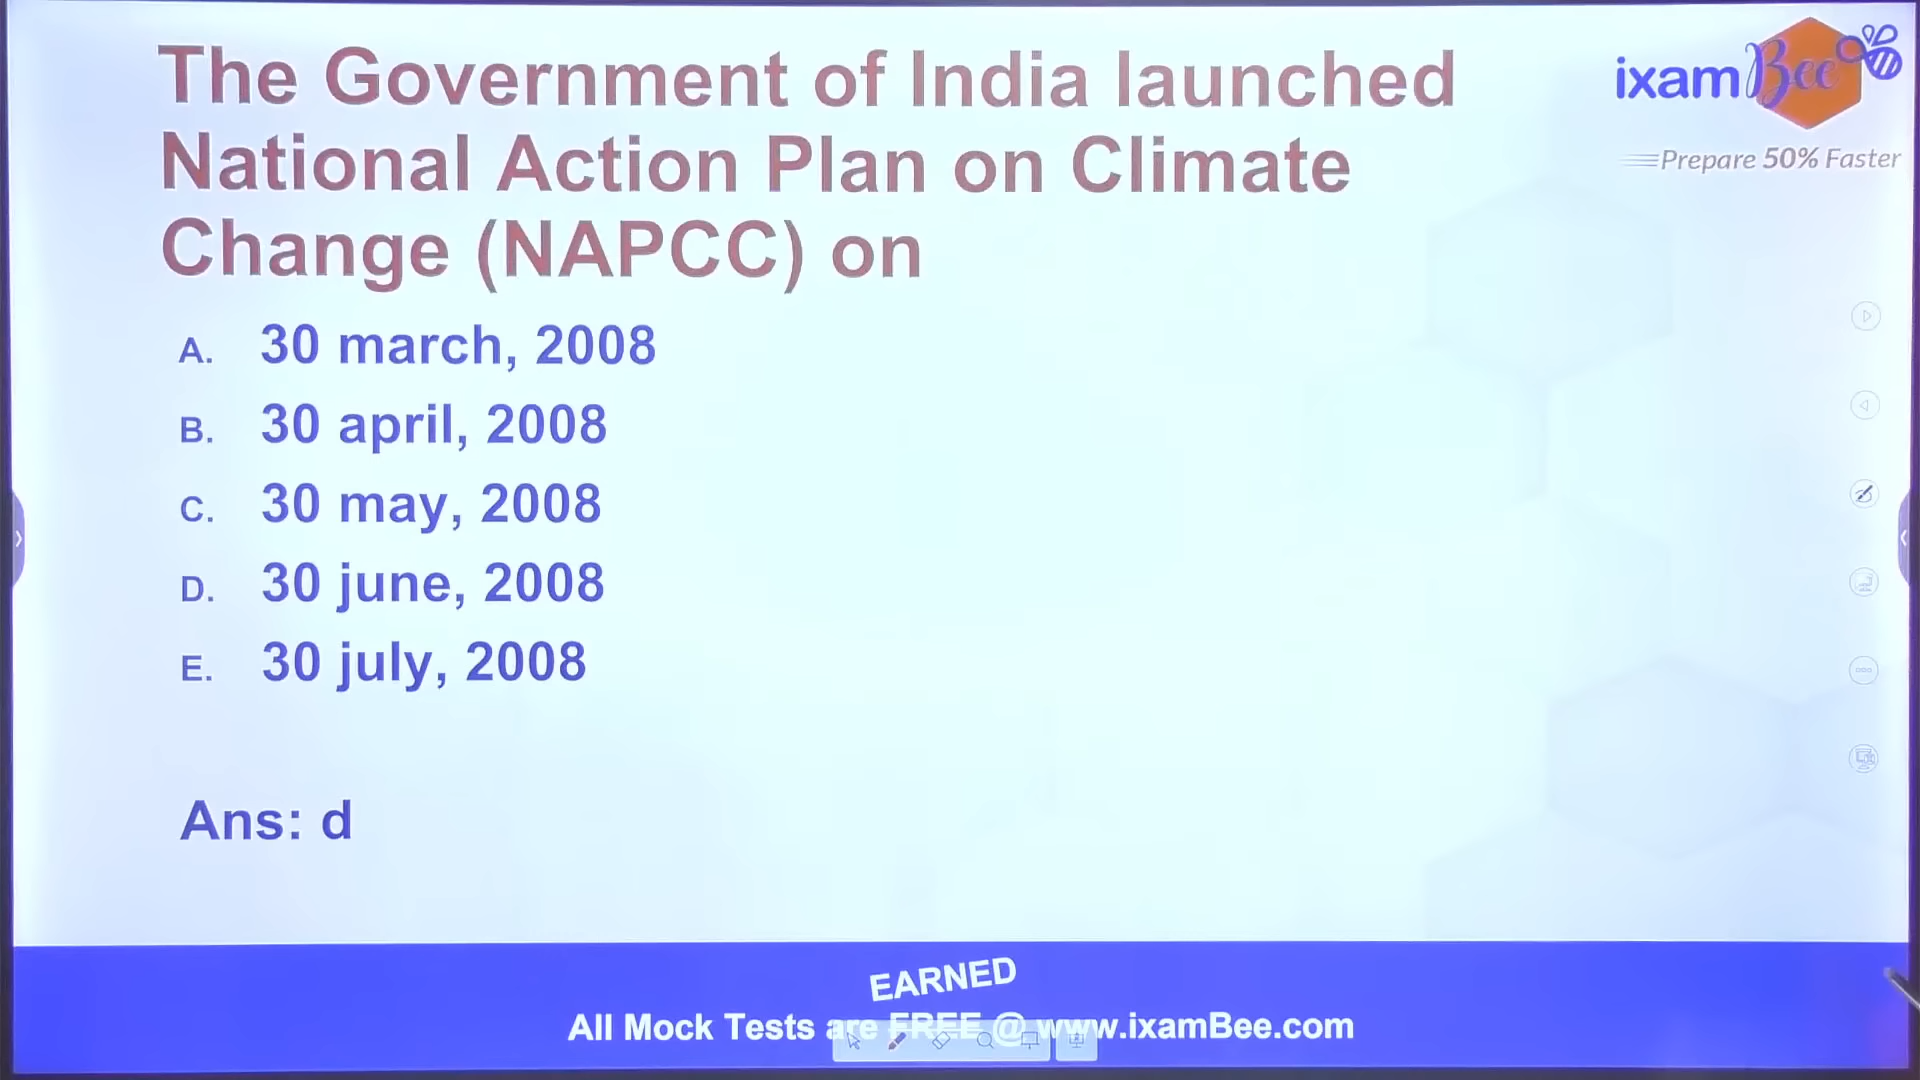 The Government of India launched
National Action Plan on Climate
Change (NAPCC) on
ixamBee
Prepare 50% Faster
A. 30 march, 2008
B. 30 april, 2008
C. 30 may, 2008
D. 30 june, 2008
E. 30 july, 2008
Ans: d
EARNED
All Mock Tests are FREE @ www.ixamBee.com